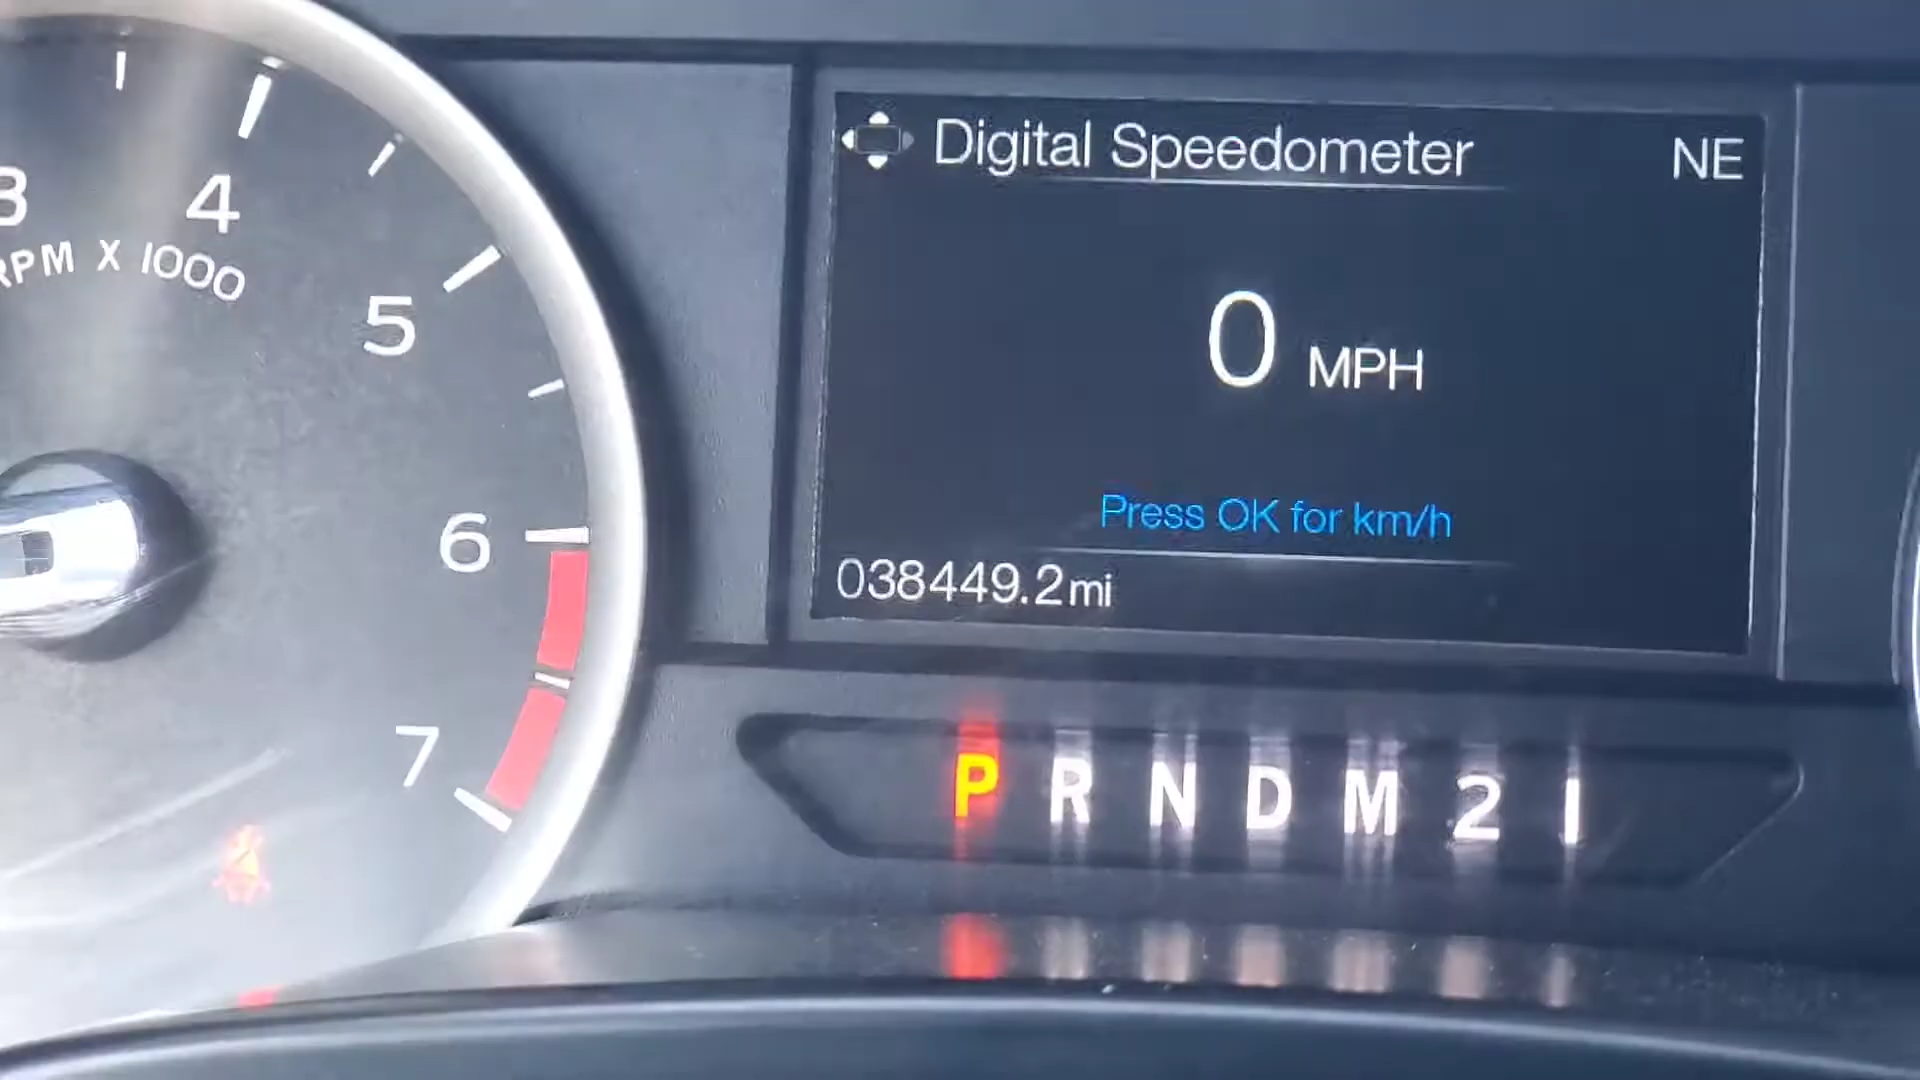 3
4
RPM X 1000
5
6
7
Digital Speedometer
NE
0 MPH
Press OK for km/h
038449.2mi
P R N D M 2 1